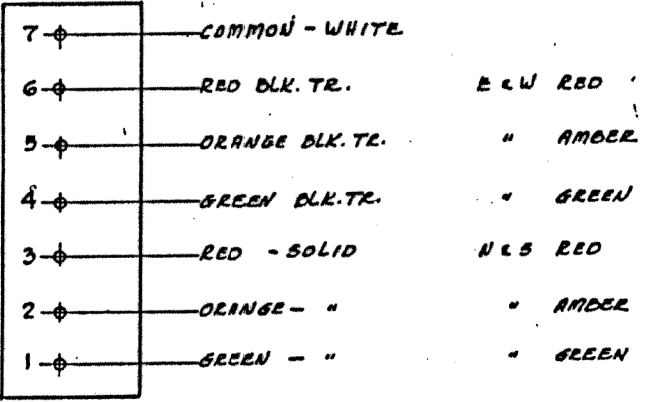 7 COMMON - WHITE
6 RED BLK. TR. E & W RED
5 ORANGE BLK. TR. " AMBER
4 GREEN BLK. TR. " GREEN
3 RED - SOLID N & S RED
2 ORANGE - " " AMBER
1 GREEN - " " GREEN